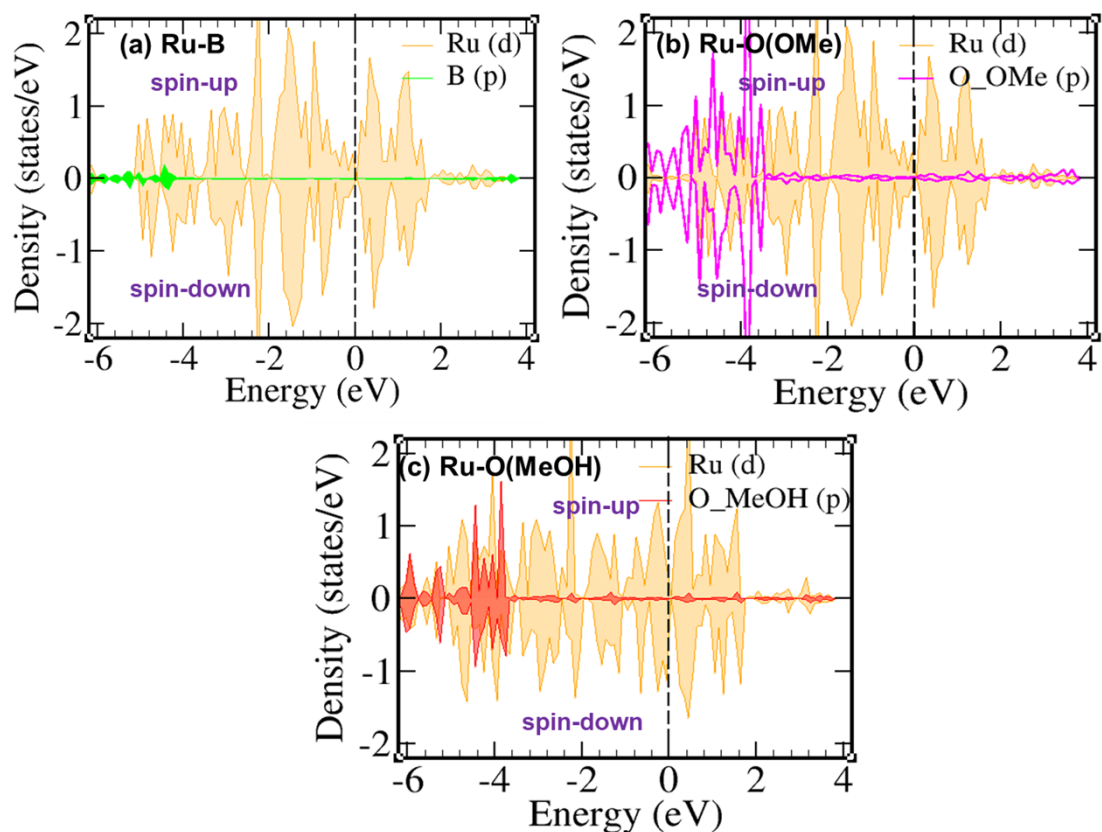 (a) Ru-B
Ru (d)
B (p)
spin-up
spin-down
2
1
0
-1
-2
Density (states/eV)
-6 -4 -2 0 2 4
Energy (eV)
(b) Ru-O(OMe)
Ru (d)
O_OMe (p)
spin-up
spin-down
2
1
0
-1
-2
Density (states/eV)
-6 -4 -2 0 2 4
Energy (eV)
(c) Ru-O(MeOH)
Ru (d)
O_MeOH (p)
spin-up
spin-down
2
1
0
-1
-2
Density (states/eV)
-6 -4 -2 0 2 4
Energy (eV)